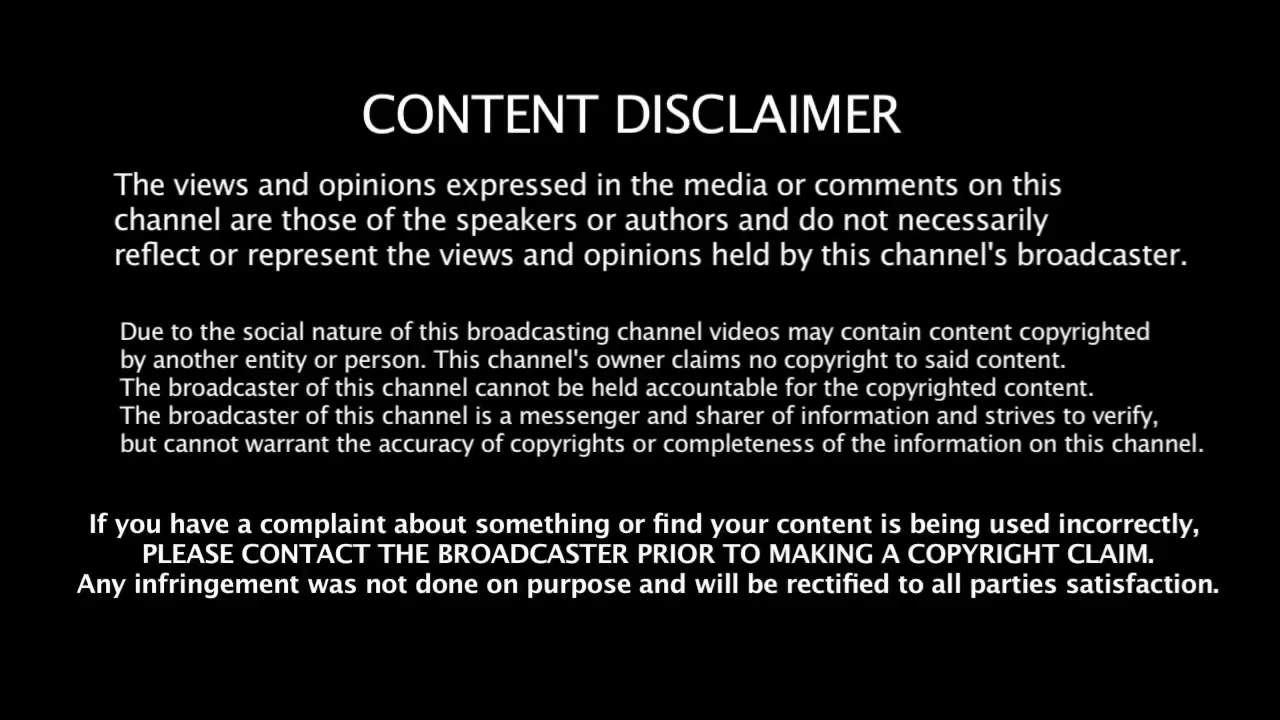 CONTENT DISCLAIMER
The views and opinions expressed in the media or comments on this
channel are those of the speakers or authors and do not necessarily
reflect or represent the views and opinions held by this channel's broadcaster.
Due to the social nature of this broadcasting channel videos may contain content copyrighted
by another entity or person. This channel's owner claims no copyright to said content.
The broadcaster of this channel cannot be held accountable for the copyrighted content.
The broadcaster of this channel is a messenger and sharer of information and strives to verify,
but cannot warrant the accuracy of copyrights or completeness of the information on this channel.
If you have a complaint about something or find your content is being used incorrectly,
PLEASE CONTACT THE BROADCASTER PRIOR TO MAKING A COPYRIGHT CLAIM.
Any infringement was not done on purpose and will be rectified to all parties satisfaction.